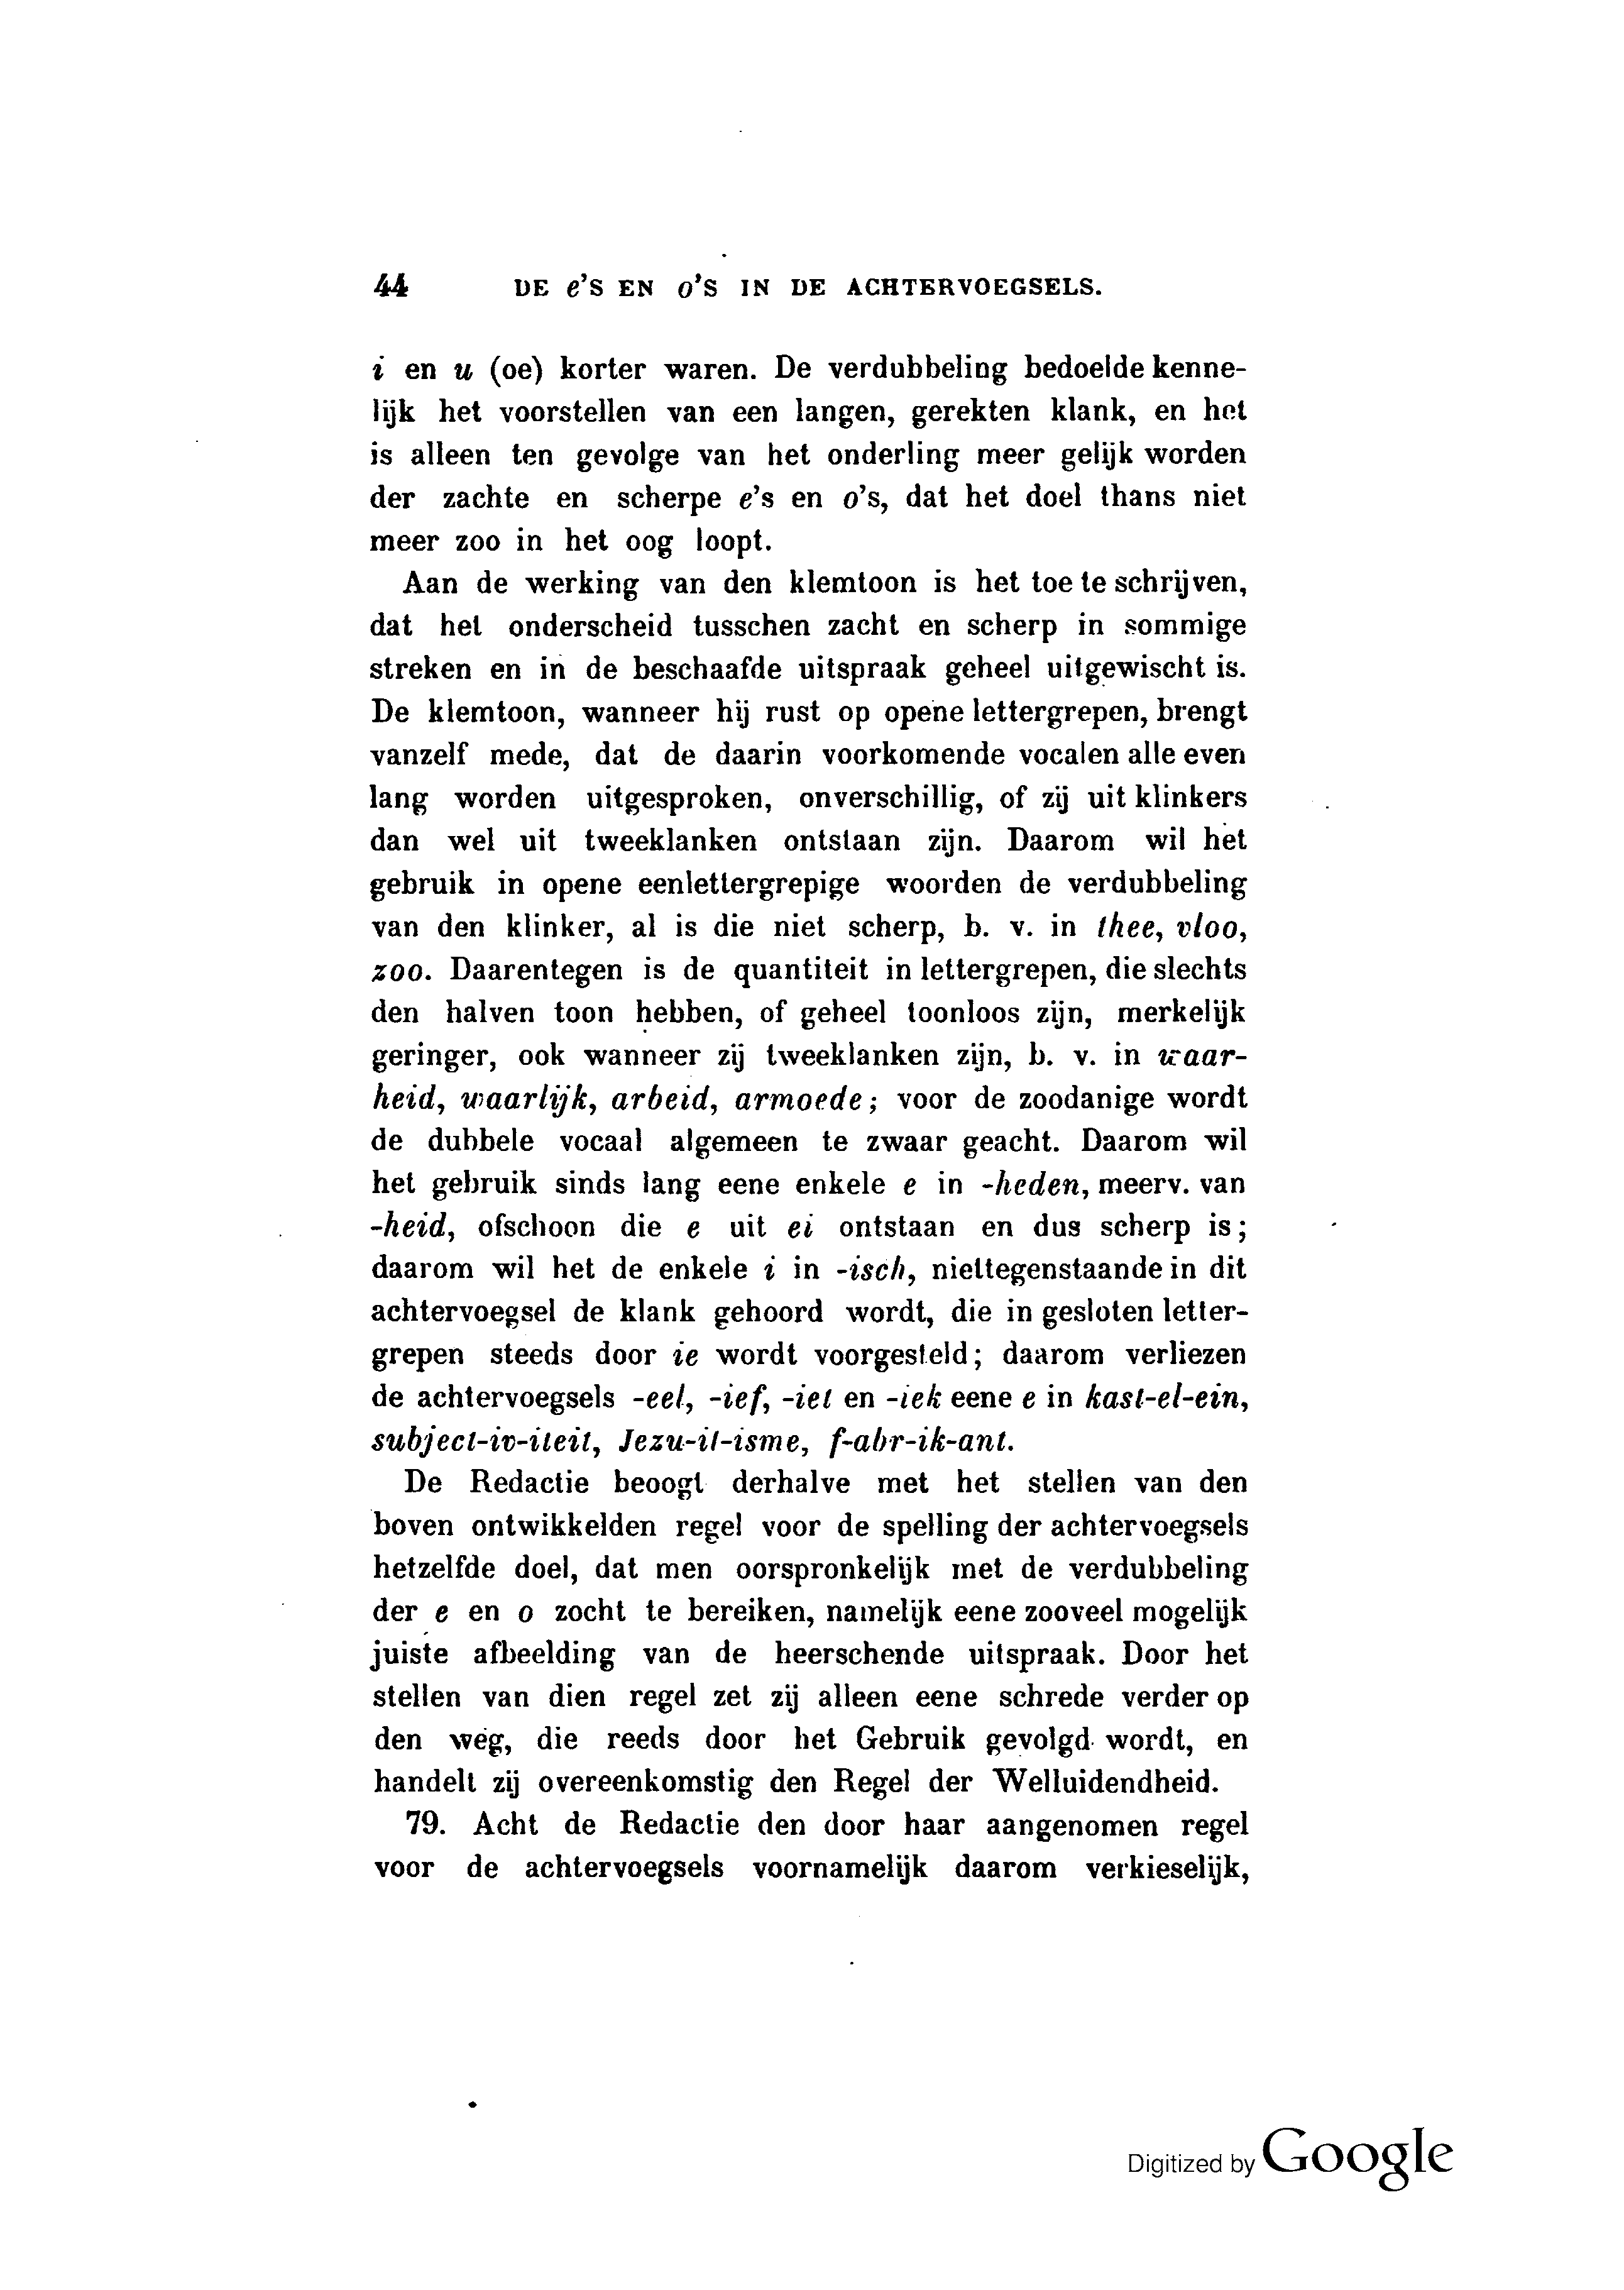 44 DE e's EN o's IN DE ACHTERVOEGSELS.
i en u (oe) korter waren. De verdubbeling bedoelde kenne-
lijk het voorstellen van een langen, gerekten klank, en het
is alleen ten gevolge van het onderling meer gelijk worden
der zachte en scherpe e's en o's, dat het doel thans niet
meer zoo in het oog loopt.
Aan de werking van den klemtoon is het toe te schrijven,
dat het onderscheid tusschen zacht en scherp in sommige
streken en in de beschaafde uitspraak geheel uitgewischt is.
De klemtoon, wanneer hij rust op opene lettergrepen, brengt
vanzelf mede, dat de daarin voorkomende vocalen alle even
lang worden uitgesproken, onverschillig, of zij uit klinkers
dan wel uit tweeklanken ontstaan zijn. Daarom wil het
gebruik in opene eenlettergrepige woorden de verdubbeling
van den klinker, al is die niet scherp, b. v. in thee, vloo,
zoo. Daarentegen is de quantiteit in lettergrepen, die slechts
den halven toon hebben, of geheel toonloos zijn, merkelijk
geringer, ook wanneer zij tweeklanken zijn, b. v. in waar-
heid, waarlijk, arbeid, armoede; voor de zoodanige wordt
de dubbele vocaal algemeen te zwaar geacht. Daarom wil
het gebruik sinds lang eene enkele e in -heden, meerv. van
-heid, ofschoon die e uit ei ontstaan en dus scherp is;
daarom wil het de enkele i in -isch, niettegenstaande in dit
achtervoegsel de klank gehoord wordt, die in gesloten letter-
grepen steeds door ie wordt voorgesteld; daarom verliezen
de achtervoegsels -eel, -ief, -iet en -iek eene e in kast-el-ein,
subject-iv-iteit, Jezu-it-isme, f-abr-ik-ant.
De Redactie beoogt derhalve met het stellen van den
boven ontwikkelden regel voor de spelling der achtervoegsels
hetzelfde doel, dat men oorspronkelijk met de verdubbeling
der e en o zocht te bereiken, namelijk eene zooveel mogelijk
juiste afbeelding van de heerschende uitspraak. Door het
stellen van dien regel zet zij alleen eene schrede verder op
den weg, die reeds door het Gebruik gevolgd wordt, en
handelt zij overeenkomstig den Regel der Welluidendheid.
79. Acht de Redactie den door haar aangenomen regel
voor de achtervoegsels voornamelijk daarom verkieselijk,
Digitized by Google